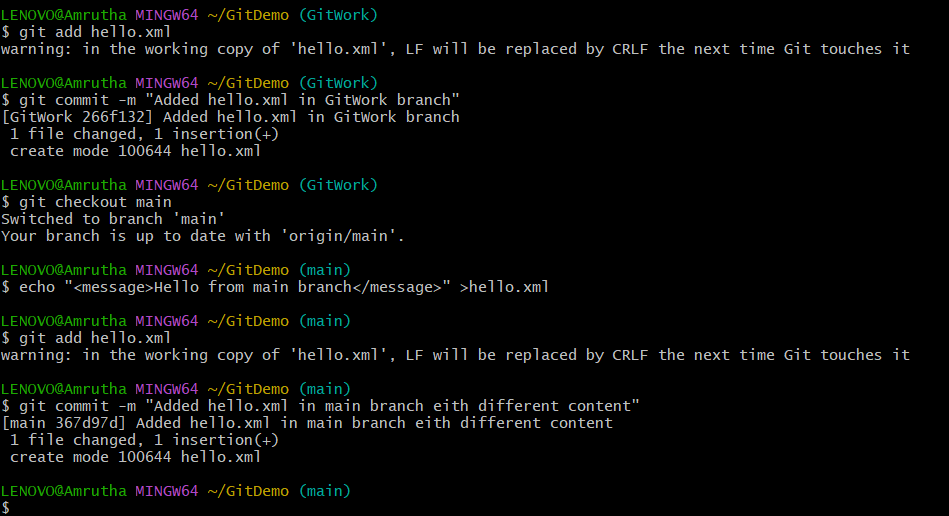 LENOVO@Amrutha MINGW64 ~/GitDemo (GitWork)
$ git add hello.xml
warning: in the working copy of 'hello.xml', LF will be replaced by CRLF the next time Git touches it
LENOVO@Amrutha MINGW64 ~/GitDemo (GitWork)
$ git commit -m "Added hello.xml in GitWork branch"
[GitWork 266f132] Added hello.xml in GitWork branch
 1 file changed, 1 insertion(+)
 create mode 100644 hello.xml
LENOVO@Amrutha MINGW64 ~/GitDemo (GitWork)
$ git checkout main
Switched to branch 'main'
Your branch is up to date with 'origin/main'.
LENOVO@Amrutha MINGW64 ~/GitDemo (main)
$ echo "<message>Hello from main branch</message>" >hello.xml
LENOVO@Amrutha MINGW64 ~/GitDemo (main)
$ git add hello.xml
warning: in the working copy of 'hello.xml', LF will be replaced by CRLF the next time Git touches it
LENOVO@Amrutha MINGW64 ~/GitDemo (main)
$ git commit -m "Added hello.xml in main branch eith different content"
[main 367d97d] Added hello.xml in main branch eith different content
 1 file changed, 1 insertion(+)
 create mode 100644 hello.xml
LENOVO@Amrutha MINGW64 ~/GitDemo (main)
$